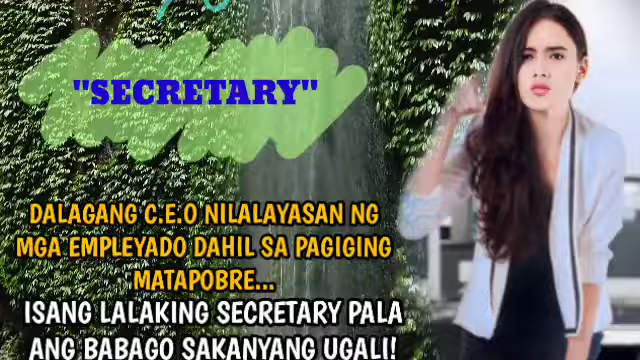 "SECRETARY"
DALAGANG C.E.O NILALAYASAN NG
MGA EMPLEYADO DAHIL SA PAGIGING
MATAPOBRE...
ISANG LALAKING SECRETARY PALA
ANG BABAGO SAKANYANG UGALI!